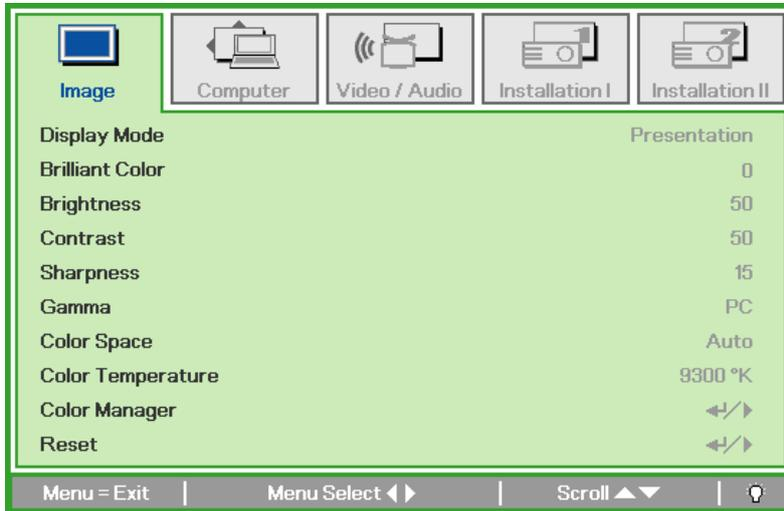 Image Computer Video / Audio Installation I Installation II
Display Mode Presentation
Brilliant Color 0
Brightness 50
Contrast 50
Sharpness 15
Gamma PC
Color Space Auto
Color Temperature 9300 °K
Color Manager
Reset
Menu = Exit Menu Select Scroll